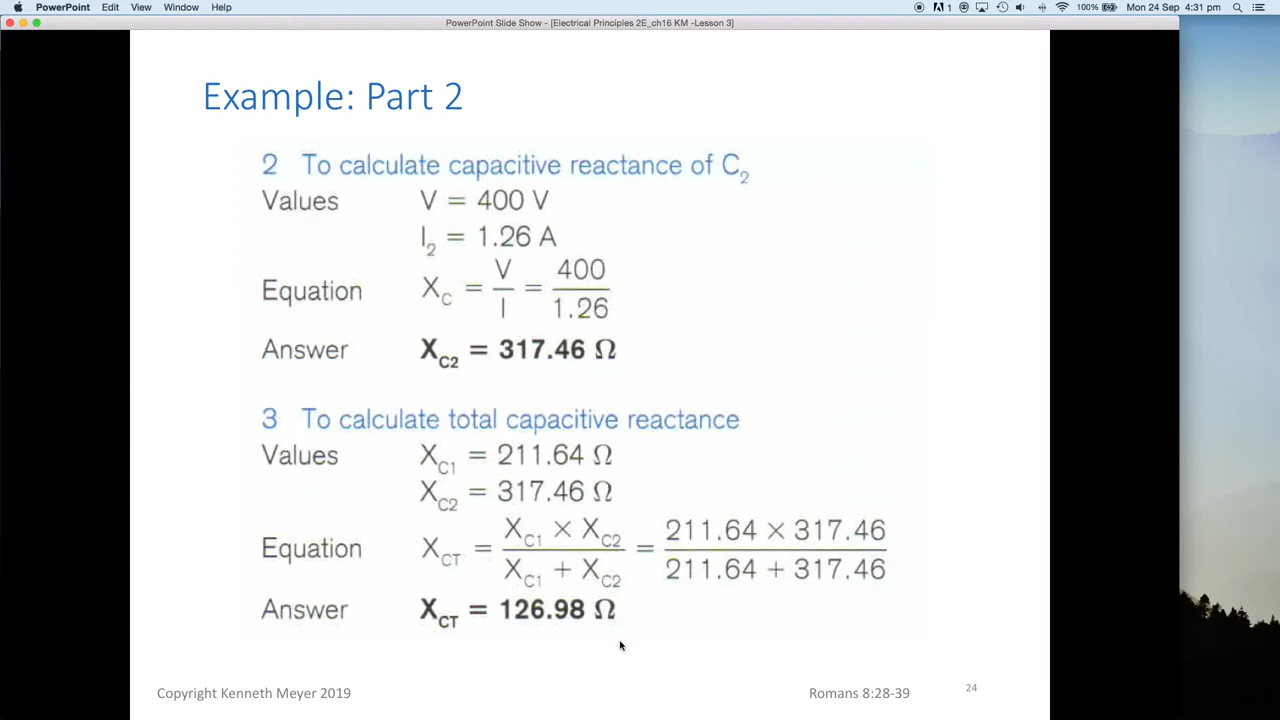 PowerPoint Edit View Window Help 1 100% Mon 24 Sep 4:31 pm
PowerPoint Slide Show - [Electrical Principles 2E_ch16 KM -Lesson 3]
Example: Part 2
2 To calculate capacitive reactance of C2
Values V = 400 V
I2 = 1.26 A
Equation XC = V/I = 400/1.26
Answer XC2 = 317.46 Ω
3 To calculate total capacitive reactance
Values XC1 = 211.64 Ω
XC2 = 317.46 Ω
Equation XCT = XC1 × XC2 / XC1 + XC2 = 211.64 × 317.46 / 211.64 + 317.46
Answer XCT = 126.98 Ω
Copyright Kenneth Meyer 2019 Romans 8:28-39 24